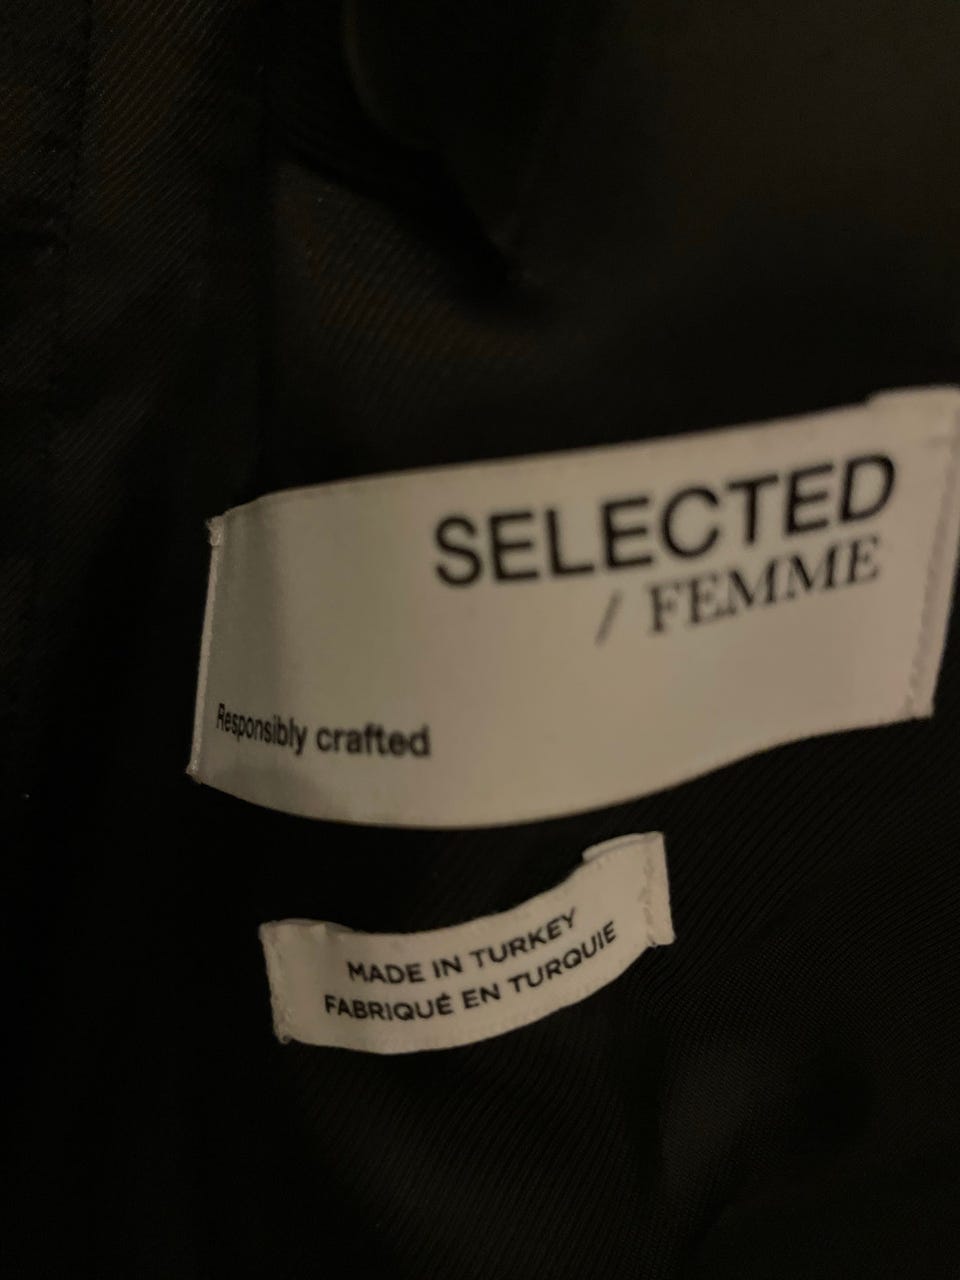 SELECTED
/ FEMME
Responsibly crafted
MADE IN TURKEY
FABRIQUÉ EN TURQUIE